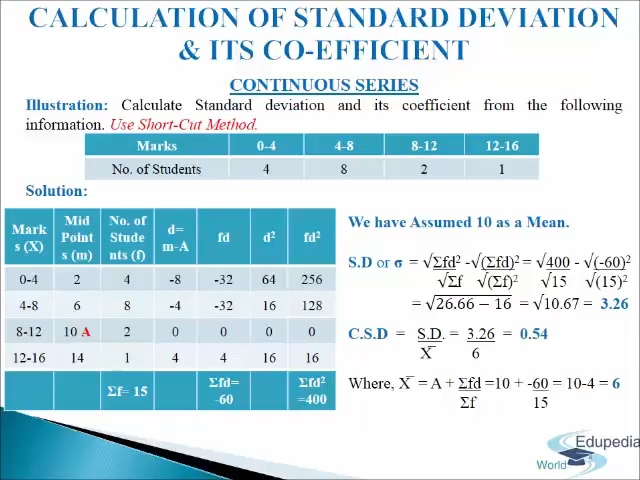 CALCULATION OF STANDARD DEVIATION
& ITS CO-EFFICIENT
CONTINUOUS SERIES
Illustration: Calculate Standard deviation and its coefficient from the following
information. Use Short-Cut Method.
Marks 0-4 4-8 8-12 12-16
No. of Students 4 8 2 1
Solution:
Mark s (X) Mid Point s (m) No. of Stude nts (f) d= m-A fd d² fd²
0-4 2 4 -8 -32 64 256
4-8 6 8 -4 -32 16 128
8-12 10 A 2 0 0 0 0
12-16 14 1 4 4 16 16
Σf= 15 Σfd= -60 Σfd² =400
We have Assumed 10 as a Mean.
S.D or σ = √Σfd² -√(Σfd)² = √400 - √(-60)²
√Σf √(Σf)² √15 √(15)²
= √26.66 − 16 = √10.67 = 3.26
C.S.D = S.D. = 3.26 = 0.54
X̅ 6
Where, X̅ = A + Σfd =10 + -60 = 10-4 = 6
Σf 15
Edupedia
World